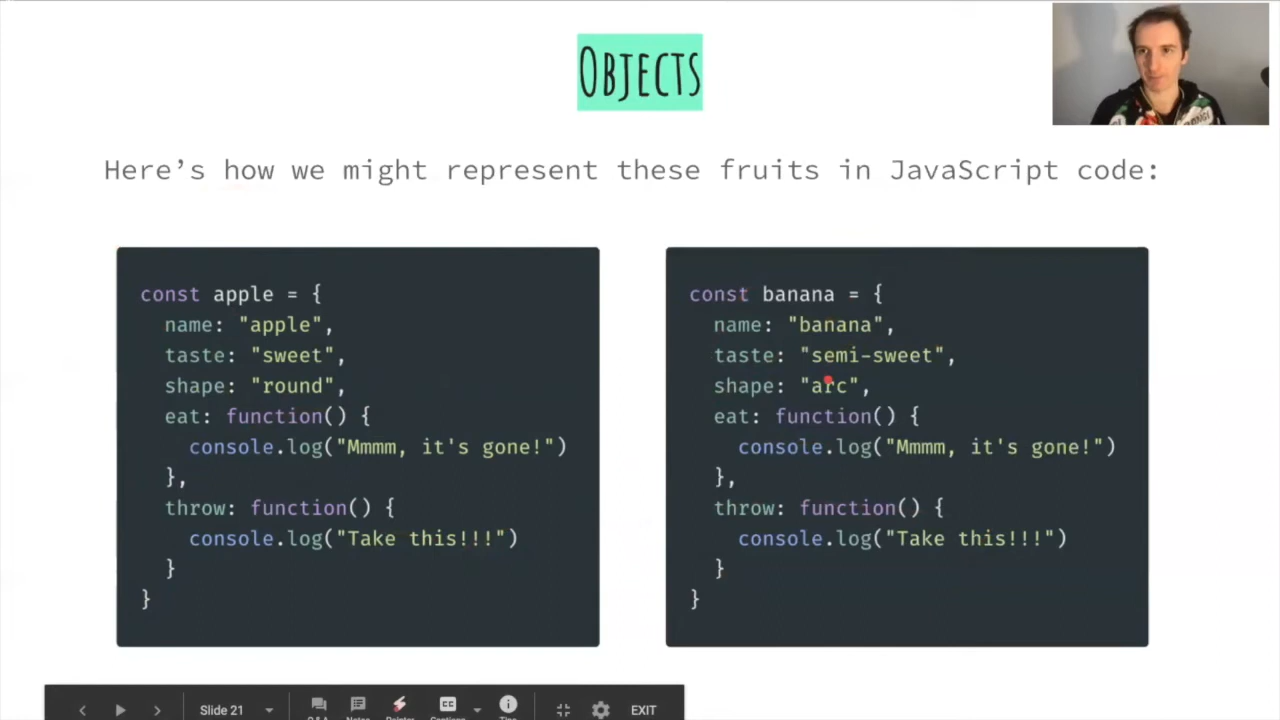 Objects
Here’s how we might represent these fruits in JavaScript code:
const apple = {
name: "apple",
taste: "sweet",
shape: "round",
eat: function() {
console.log("Mmmm, it's gone!")
},
throw: function() {
console.log("Take this!!!")
}
}
const banana = {
name: "banana",
taste: "semi-sweet",
shape: "arc",
eat: function() {
console.log("Mmmm, it's gone!")
},
throw: function() {
console.log("Take this!!!")
}
}
Slide 21
CC
EXIT